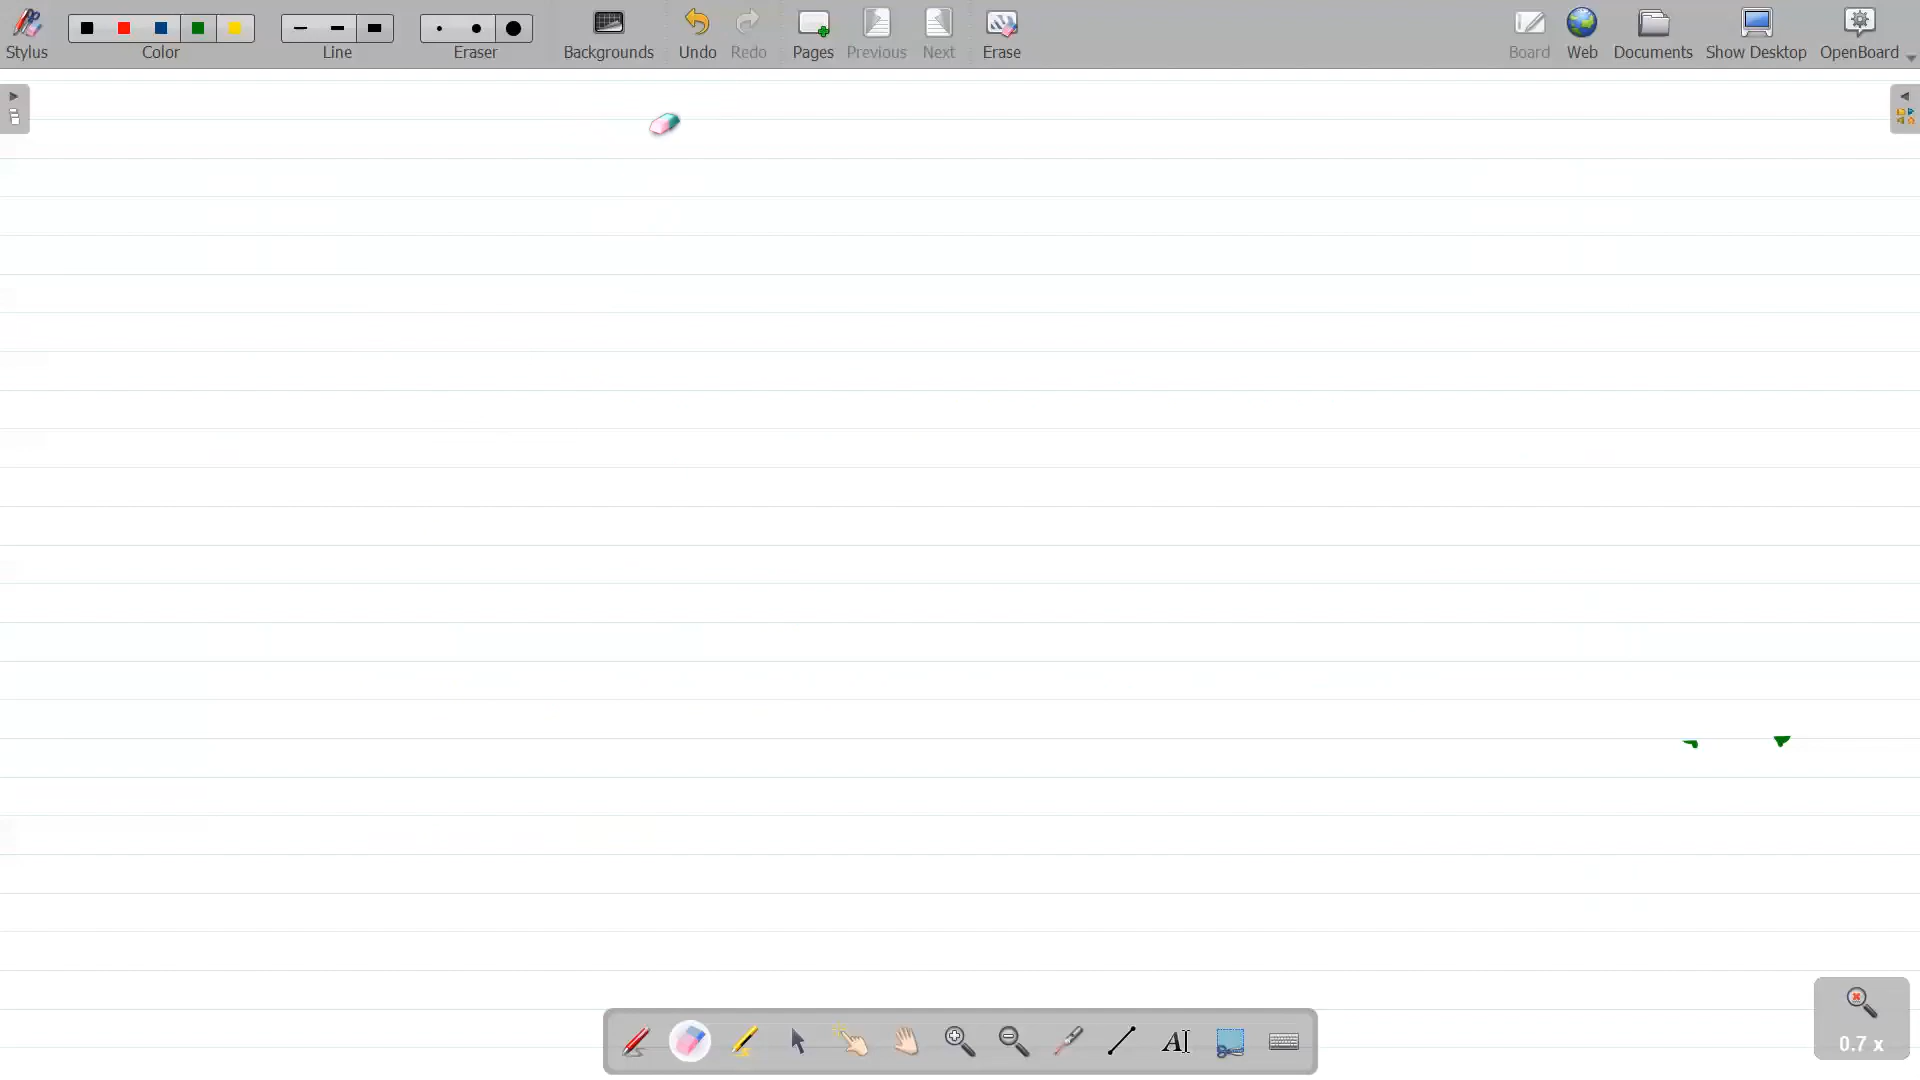 Stylus Color Line Eraser Backgrounds Undo Redo Pages Previous Next Erase Board Web Documents Show Desktop OpenBoard
AI
0.7 x